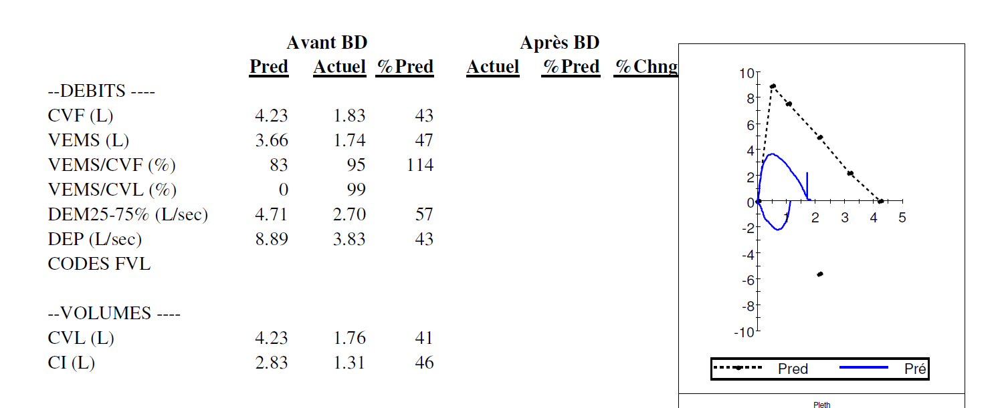 Avant BD Après BD
Pred Actuel %Pred Actuel %Pred %Chng
--DEBITS ----
CVF (L) 4.23 1.83 43
VEMS (L) 3.66 1.74 47
VEMS/CVF (%) 83 95 114
VEMS/CVL (%) 0 99
DEM25-75% (L/sec) 4.71 2.70 57
DEP (L/sec) 8.89 3.83 43
CODES FVL
--VOLUMES ----
CVL (L) 4.23 1.76 41
CI (L) 2.83 1.31 46
10
8
6
4
2
0
1 2 3 4 5
-2
-4
-6
-8
-10
Pred Pré
Pleth